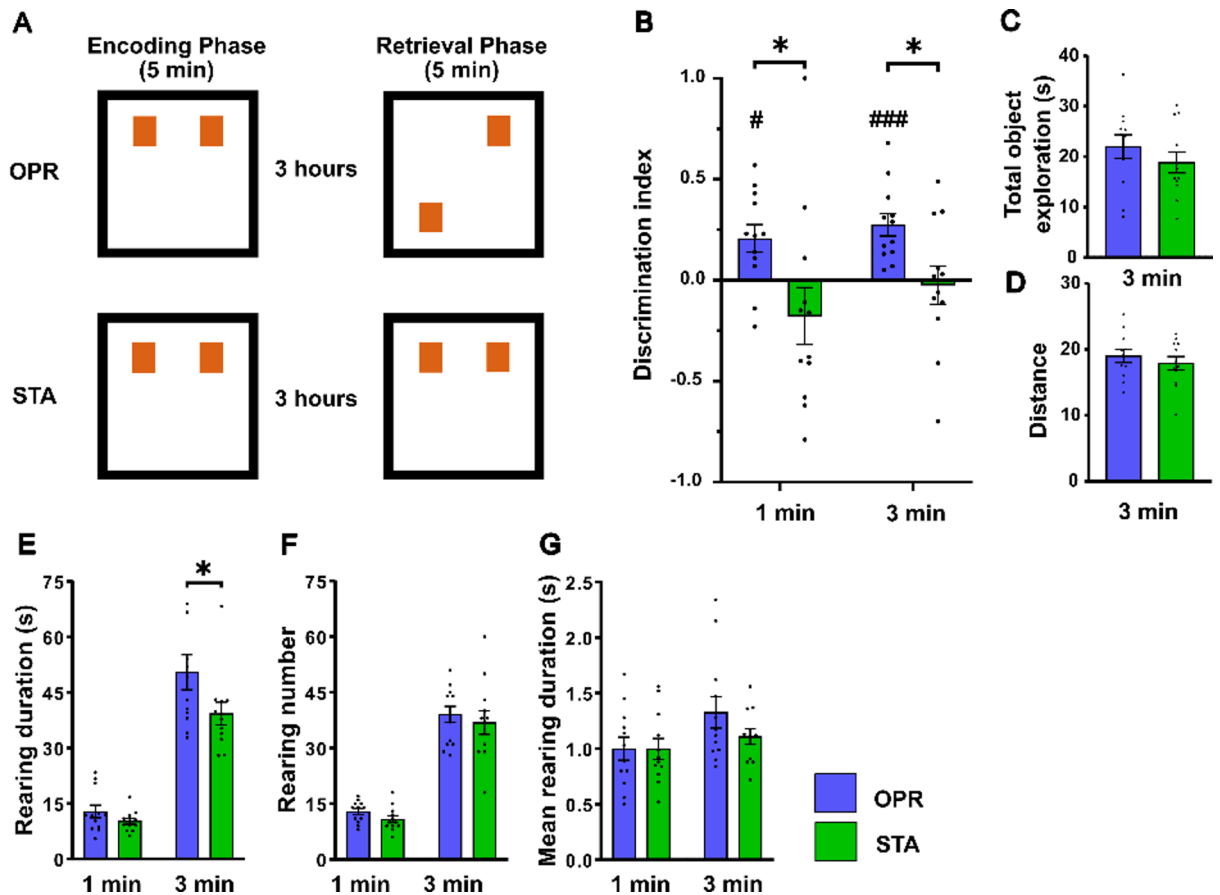 A
Encoding Phase
(5 min)
Retrieval Phase
(5 min)
OPR
3 hours
STA
3 hours
B
Discrimination index
1.0
0.5
0.0
-0.5
-1.0
*
*
#
###
1 min
3 min
C
Total object
exploration (s)
40
30
20
10
0
3 min
D
Distance
30
20
10
0
3 min
E
Rearing duration (s)
75
60
45
30
15
0
*
1 min
3 min
F
Rearing number
75
60
45
30
15
0
1 min
3 min
G
Mean rearing duration (s)
2.5
2.0
1.5
1.0
0.5
0.0
1 min
3 min
OPR
STA